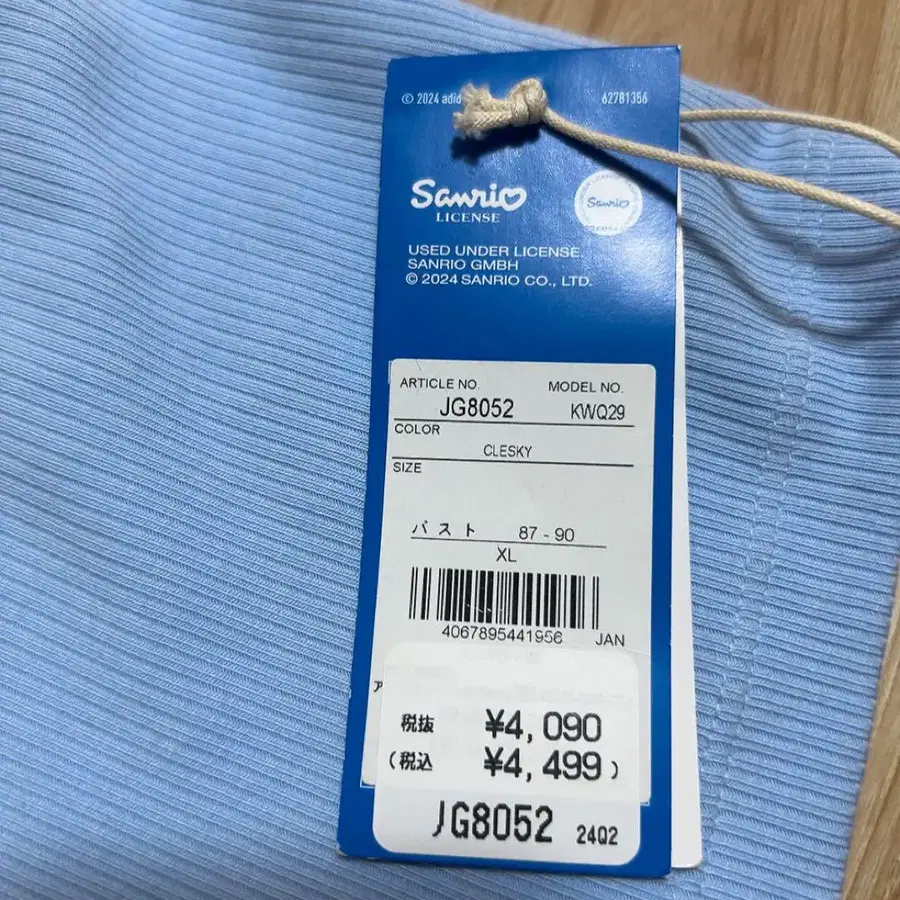 © 2024 adid
62781356
Sanrio
LICENSE
Sanrio
USED UNDER LICENSE.
SANRIO GMBH
© 2024 SANRIO CO., LTD.
ARTICLE NO. MODEL NO.
JG8052 KWQ29
COLOR
CLESKY
SIZE
バスト 87 - 90
XL
4067895441956 JAN
ア
税抜 ¥4,090
(税込 ¥4,499)
JG8052 24Q2